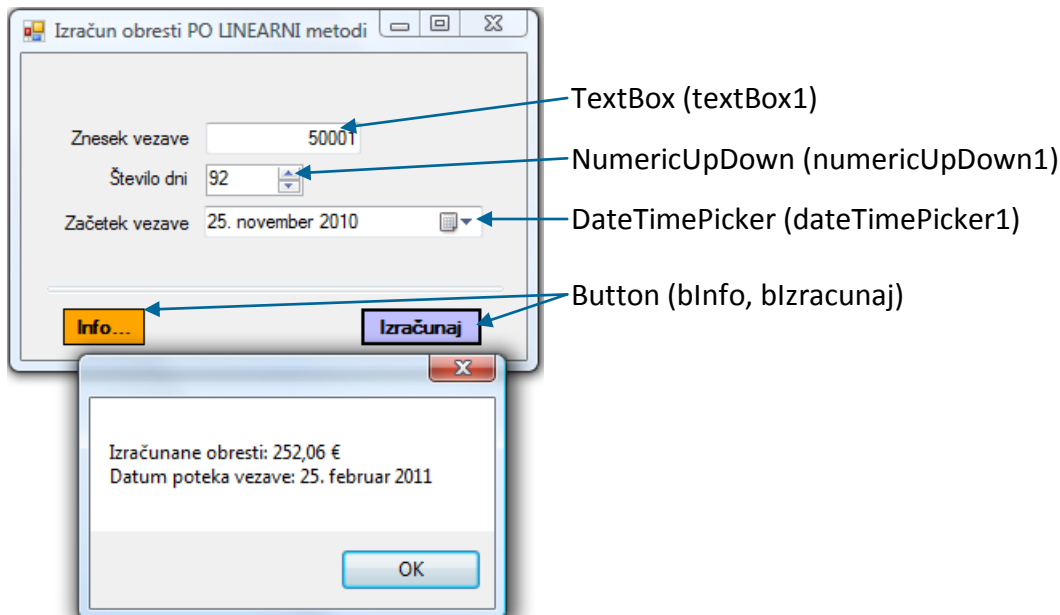 Izračun obresti PO LINEARNI metodi
TextBox (textBox1)
Znesek vezave 50001
NumericUpDown (numericUpDown1)
Število dni 92
Začetek vezave 25. november 2010
DateTimePicker (dateTimePicker1)
Button (bInfo, bIzracunaj)
Info... Izračunaj
Izračunane obresti: 252,06 €
Datum poteka vezave: 25. februar 2011
OK